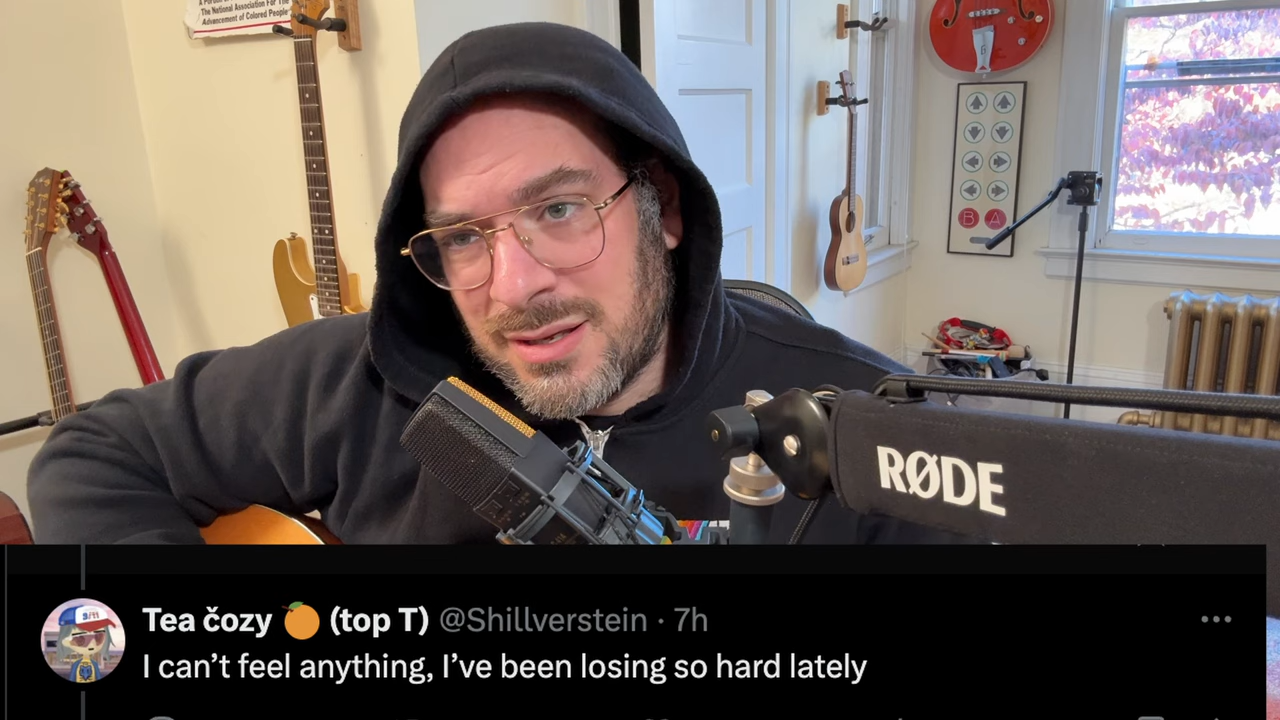 The National Association For The
Advancement of Colored People
B A
RØDE
Tea čozy 🍊 (top T) @Shillverstein · 7h
I can’t feel anything, I’ve been losing so hard lately